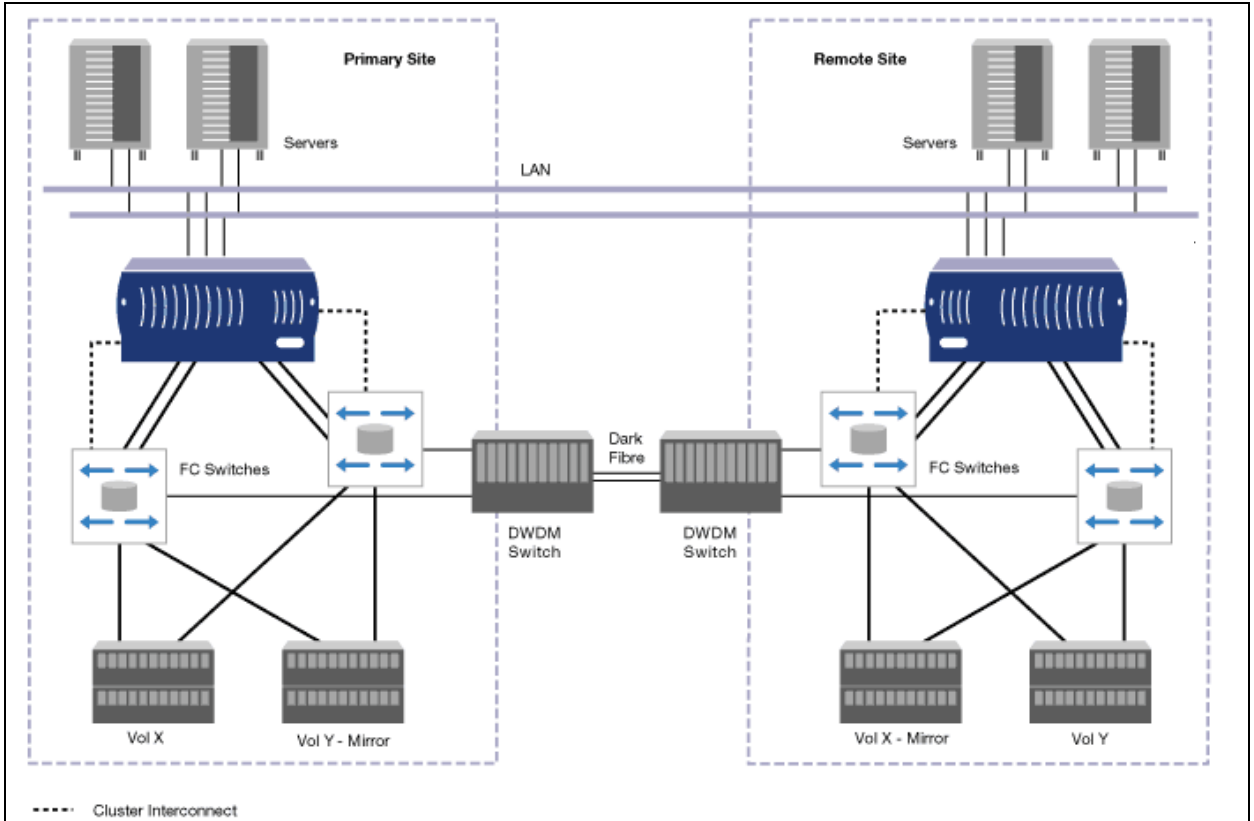 Primary Site
Remote Site
Servers
Servers
LAN
FC Switches
Dark
Fibre
FC Switches
DWDM
Switch
DWDM
Switch
Vol X
Vol Y - Mirror
Vol X - Mirror
Vol Y
Cluster Interconnect